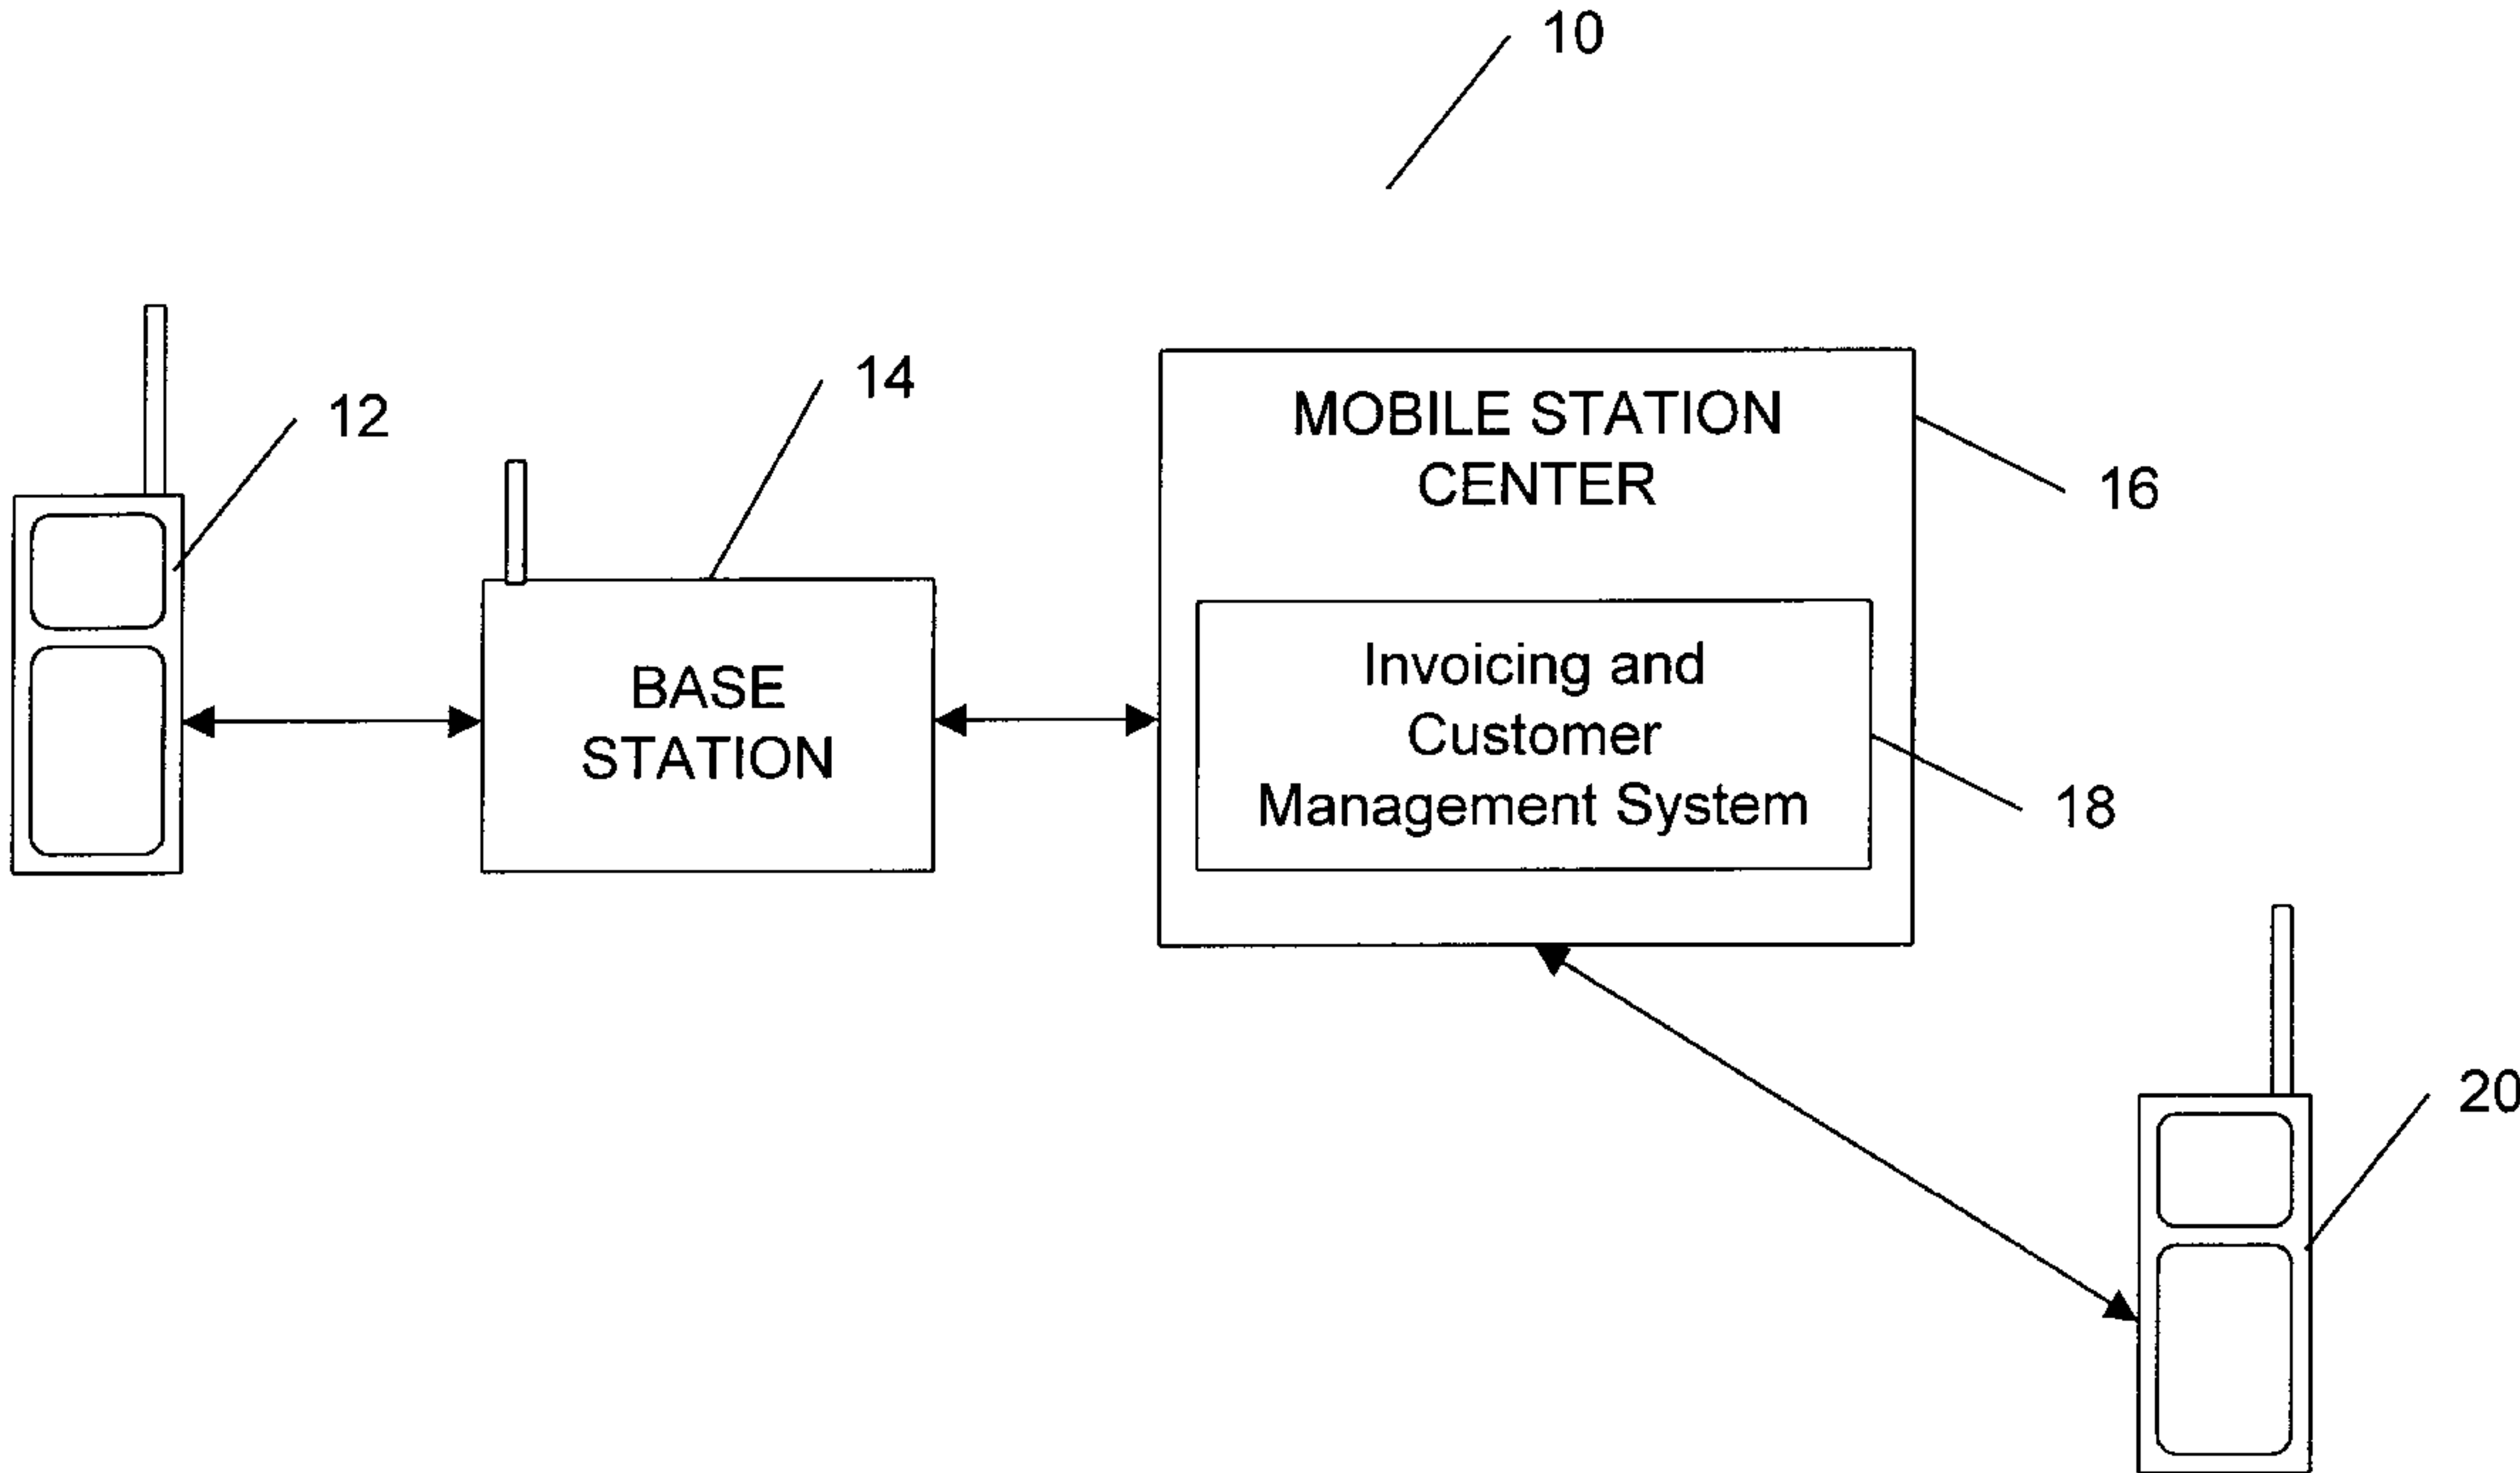 10
12
14
MOBILE STATION
CENTER
16
BASE
STATION
Invoicing and
Customer
Management System
18
20